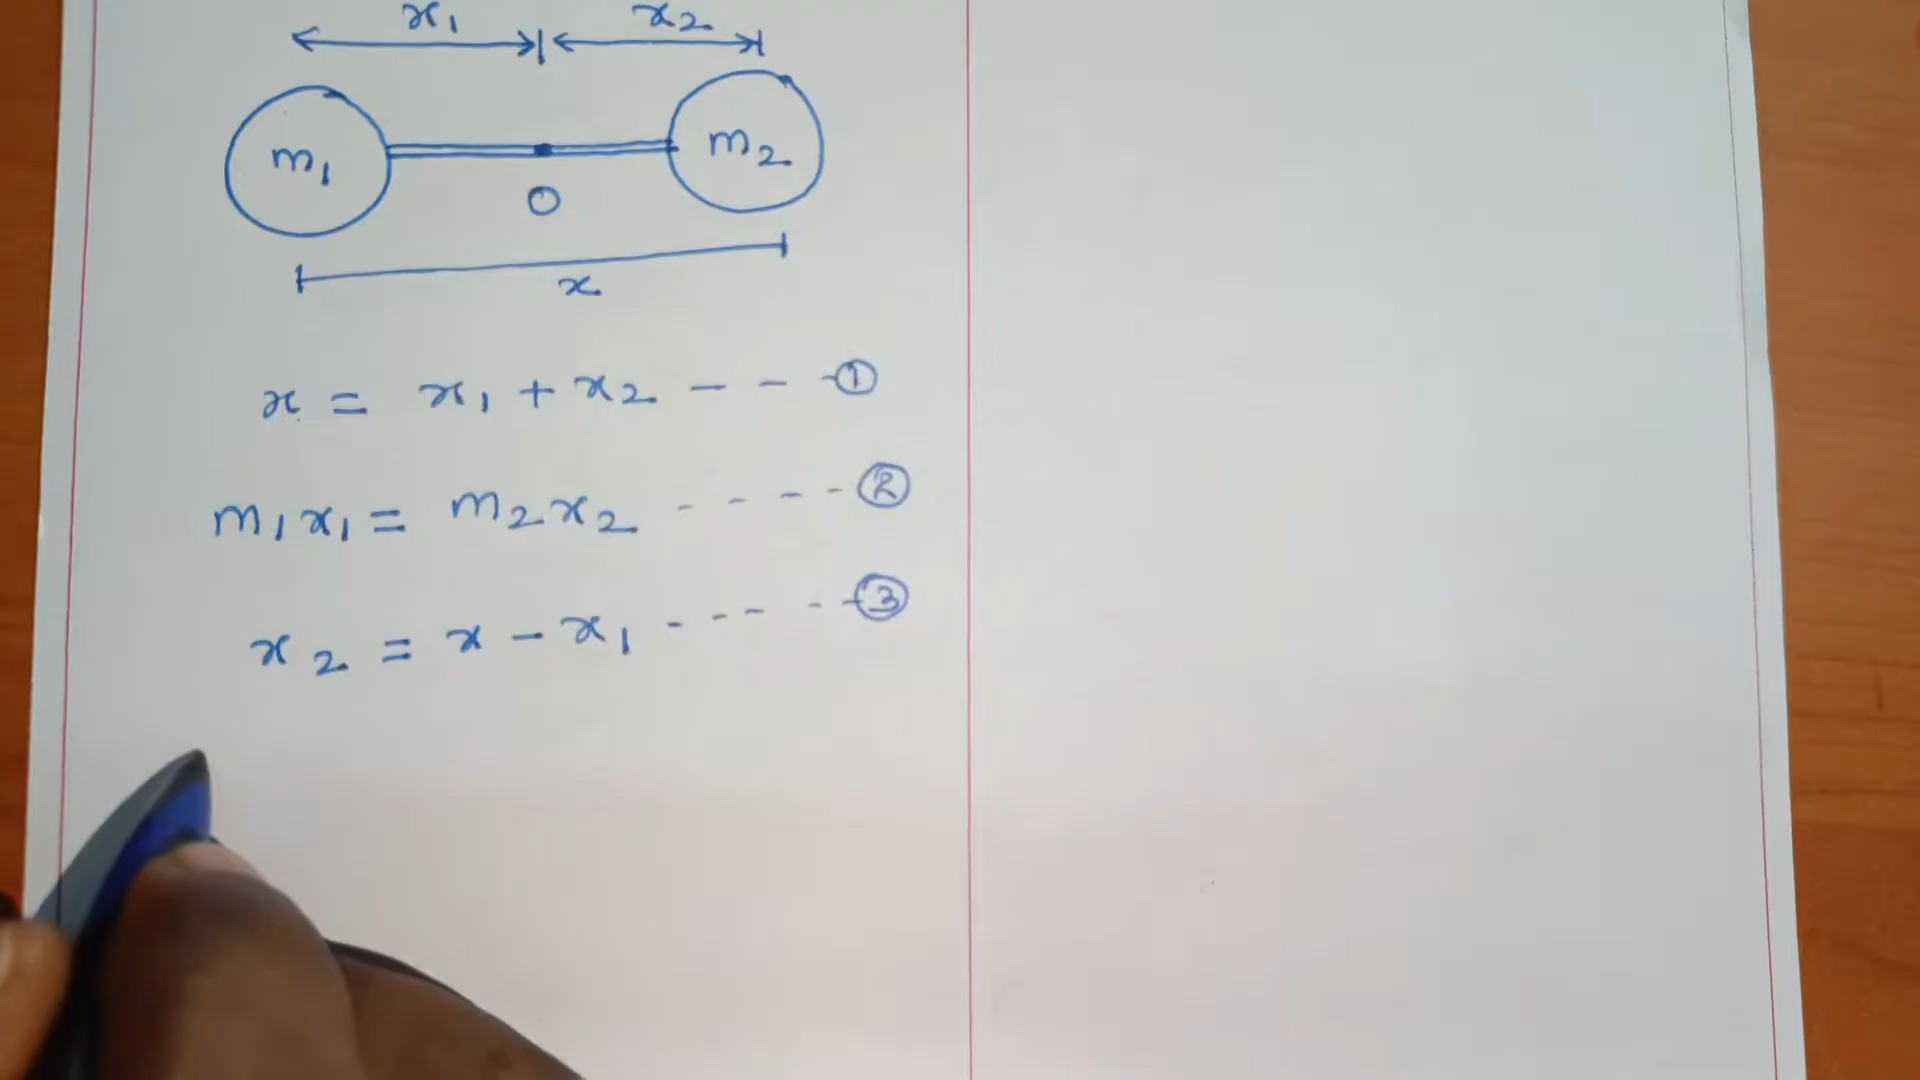 x₁ x₂
m₁ m₂
O
x
x = x₁ + x₂ - - - ①
m₁x₁ = m₂x₂ - - - - ②
x₂ = x - x₁ - - - - - ③